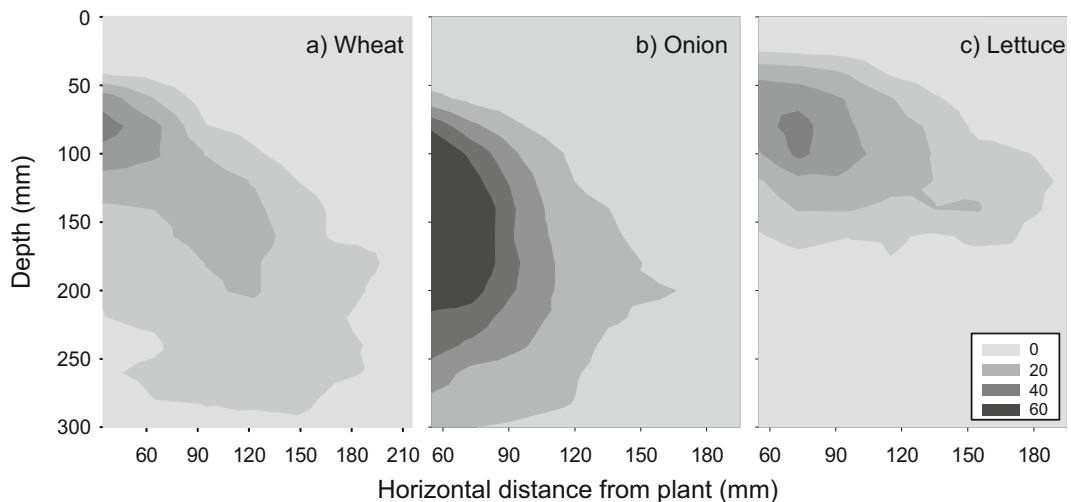 a) Wheat
b) Onion
c) Lettuce
Depth (mm)
0
50
100
150
200
250
300
0
20
40
60
60 90 120 150 180 210
60 90 120 150 180
60 90 120 150 180
Horizontal distance from plant (mm)